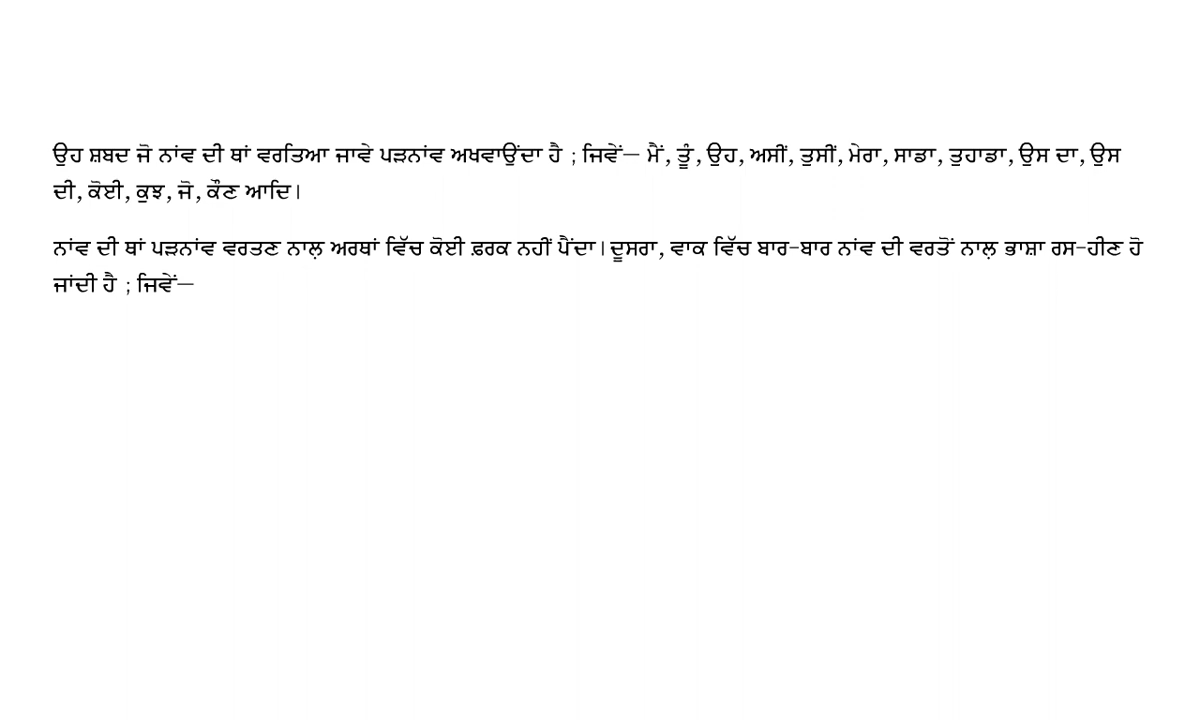 ਉਹ ਸ਼ਬਦ ਜੋ ਨਾਂਵ ਦੀ ਥਾਂ ਵਰਤਿਆ ਜਾਵੇ ਪੜਨਾਂਵ ਅਖਵਾਉਂਦਾ ਹੈ ; ਜਿਵੇਂ— ਮੈਂ, ਤੂੰ, ਉਹ, ਅਸੀਂ, ਤੁਸੀਂ, ਮੇਰਾ, ਸਾਡਾ, ਤੁਹਾਡਾ, ਉਸ ਦਾ, ਉਸ
ਦੀ, ਕੋਈ, ਕੁਝ, ਜੋ, ਕੌਣ ਆਦਿ।
ਨਾਂਵ ਦੀ ਥਾਂ ਪੜਨਾਂਵ ਵਰਤਣ ਨਾਲ਼ ਅਰਥਾਂ ਵਿੱਚ ਕੋਈ ਫ਼ਰਕ ਨਹੀਂ ਪੈਂਦਾ। ਦੂਸਰਾ, ਵਾਕ ਵਿੱਚ ਬਾਰ-ਬਾਰ ਨਾਂਵ ਦੀ ਵਰਤੋਂ ਨਾਲ਼ ਭਾਸ਼ਾ ਰਸ-ਹੀਣ ਹੋ
ਜਾਂਦੀ ਹੈ ; ਜਿਵੇਂ—